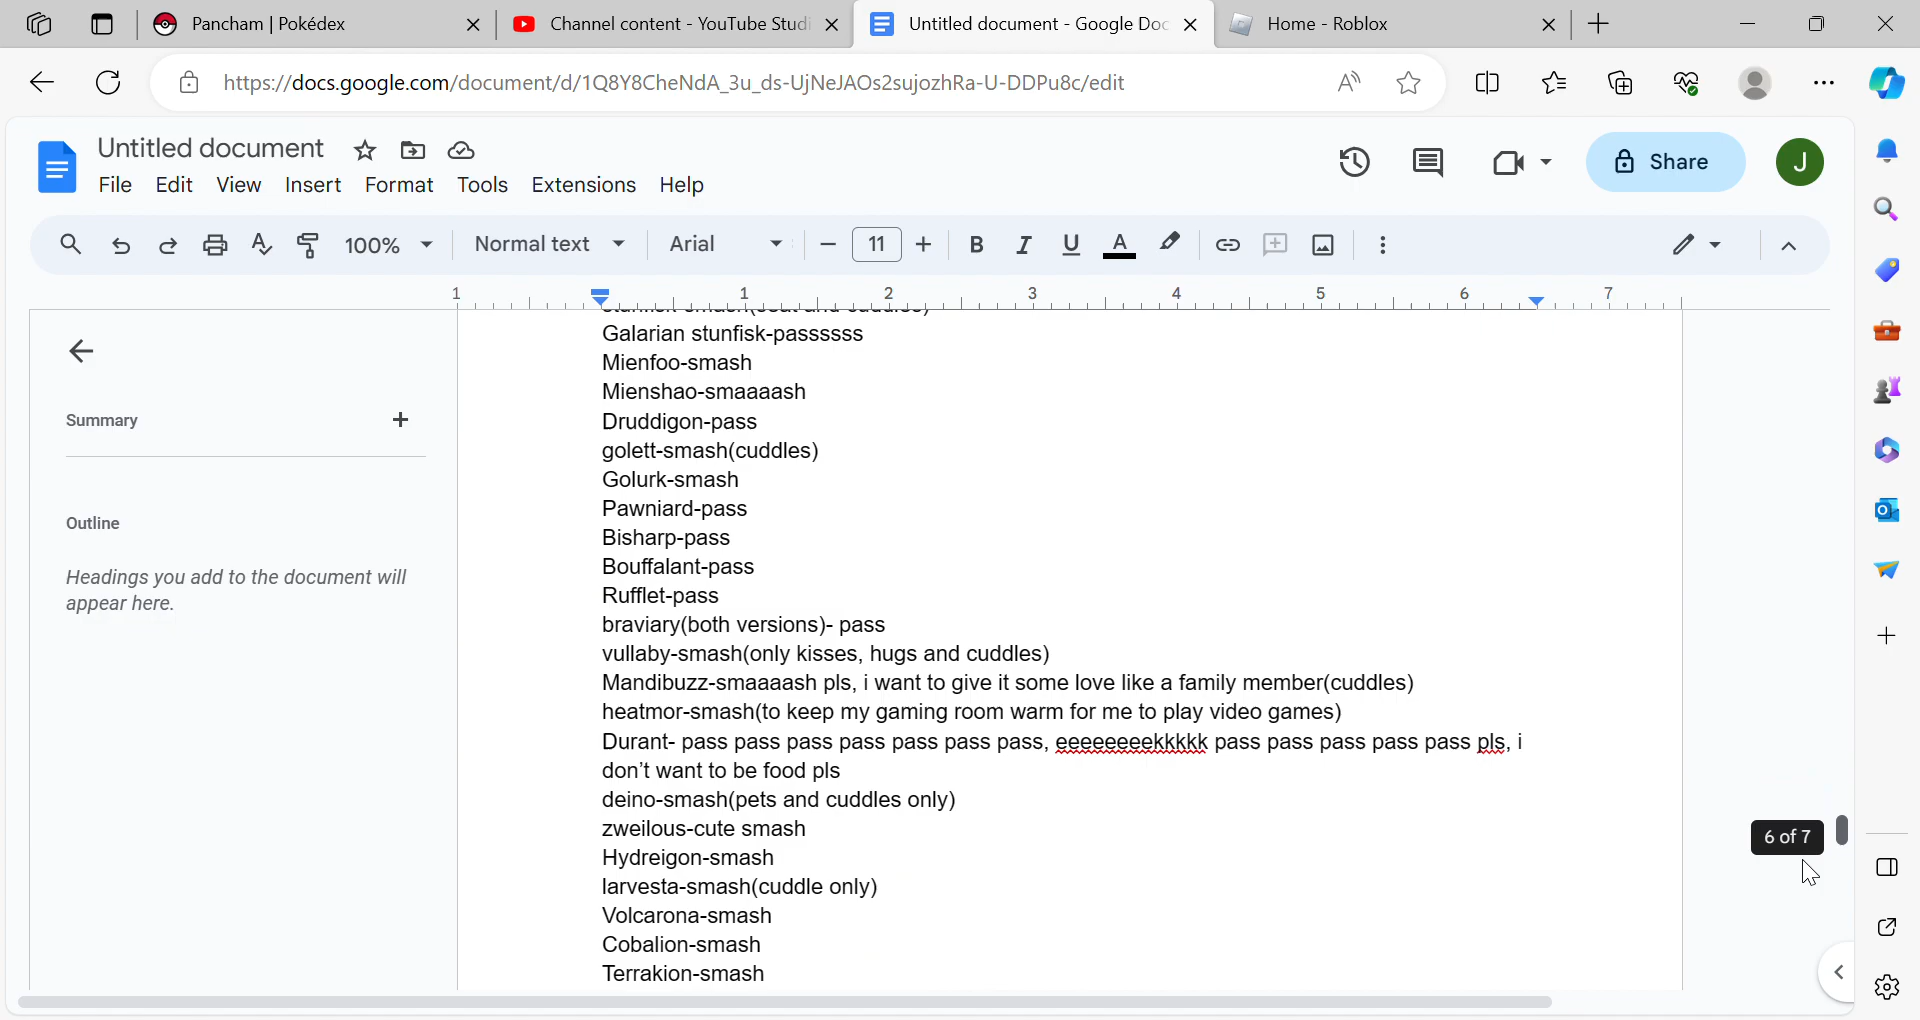 Pancham | Pokédex
Channel content - YouTube Studi
Untitled document - Google Doc
Home - Roblox
https://docs.google.com/document/d/1Q8Y8CheNdA_3u_ds-UjNeJAOs2sujozhRa-U-DDPu8c/edit
Untitled document
File Edit View Insert Format Tools Extensions Help
Share
J
100% Normal text Arial 11
1 1 2 3 4 5 6 7
Summary
Outline
Headings you add to the document will
appear here.
Galarian stunfisk-passssss
Mienfoo-smash
Mienshao-smaaaash
Druddigon-pass
golett-smash(cuddles)
Golurk-smash
Pawniard-pass
Bisharp-pass
Bouffalant-pass
Rufflet-pass
braviary(both versions)- pass
vullaby-smash(only kisses, hugs and cuddles)
Mandibuzz-smaaaash pls, i want to give it some love like a family member(cuddles)
heatmor-smash(to keep my gaming room warm for me to play video games)
Durant- pass pass pass pass pass pass pass, eeeeeeeekkkkk pass pass pass pass pass pls, i
don't want to be food pls
deino-smash(pets and cuddles only)
zweilous-cute smash
Hydreigon-smash
larvesta-smash(cuddle only)
Volcarona-smash
Cobalion-smash
Terrakion-smash
6 of 7